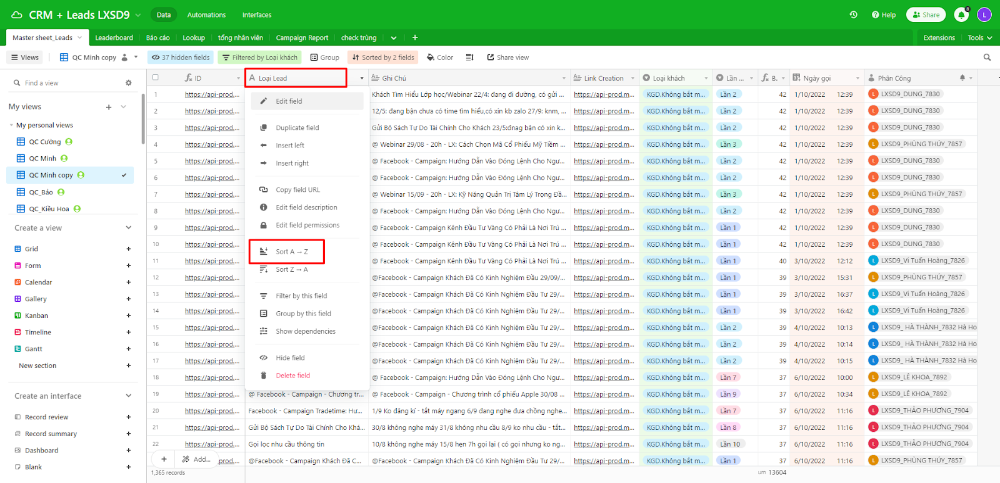 CRM + Leads LXSD9
Data
Automations
Interfaces
Help
Share
8
L
Master sheet_Leads
Leaderboard
Báo cáo
Lookup
tổng nhân viên
Campaign Report
check trùng
Extensions
Tools
Views
QC Minh copy
37 hidden fields
Filtered by Loại khách
Group
Sorted by 2 fields
Color
Share view
Find a view
My views
My personal views
QC Cường
QC Minh
QC Minh copy
QC_Bảo
QC_Kiều Hoa
Create a view
Grid
Form
Calendar
Gallery
Kanban
Timeline
Gantt
New section
Create an interface
Record review
Record summary
Dashboard
Blank
ID
Loại Lead
Ghi Chú
Link Creation
Loại khách
Lần ...
B..
Ngày gọi
Phân Công
Edit field
Duplicate field
Insert left
Insert right
Copy field URL
Edit field description
Edit field permissions
Sort A → Z
Sort Z → A
Filter by this field
Group by this field
Show dependencies
Hide field
Delete field
1 https://api-prod.... Khách Tìm Hiểu Lớp học/Webinar 22/4: đang đi đường, có gửi ... https://api-prod.m... KGD.Không bắt m... Lần 2 42 1/10/2022 12:39 L LXSD9_DUNG_7830
2 https://api-prod.... 12/5: đang bận chưa có time tìm hiểu,có xin kb zalo 27/9: knm, ... https://api-prod.m... KGD.Không bắt m... Lần 2 42 1/10/2022 12:39 L LXSD9_DUNG_7830
3 https://api-prod.... Gửi Bộ Sách Tự Do Tài Chính Cho Khách 23/5:đnag bận có xin k... https://api-prod.m... KGD.Không bắt m... Lần 2 42 1/10/2022 12:39 L LXSD9_DUNG_7830
4 https://api-prod.... @ Webinar 29/08 - 20h - LX: Cách Chọn Mã Cổ Phiếu Mỹ Tiềm ... https://api-prod.m... KGD.Không bắt m... Lần 3 42 1/10/2022 12:39 L LXSD9_PHÙNG THÚY_7857
5 https://api-prod.... @ Facebook - Campaign: Hướng Dẫn Vào Đóng Lệnh Cho Ngư... https://api-prod.m... KGD.Không bắt m... Lần 2 42 1/10/2022 12:39 L LXSD9_DUNG_7830
6 https://api-prod.... @ Facebook - Campaign: Hướng Dẫn Vào Đóng Lệnh Cho Ngư... https://api-prod.m... KGD.Không bắt m... Lần 2 42 1/10/2022 12:39 L LXSD9_DUNG_7830
7 https://api-prod.... @ Webinar 15/09 - 20h - LX: Kỹ Năng Quản Trị Tâm Lý Trọng Đầ... https://api-prod.m... KGD.Không bắt m... Lần 3 42 1/10/2022 12:39 L LXSD9_PHÙNG THÚY_7857
8 https://api-prod.... @ Facebook - Campaign: Hướng Dẫn Vào Đóng Lệnh Cho Ngư... https://api-prod.m... KGD.Không bắt m... Lần 2 42 1/10/2022 12:39 L LXSD9_DUNG_7830
9 https://api-prod.... @ Facebook - Campaign Kênh Đầu Tư Vàng Có Phải Là Nơi Trú ... https://api-prod.m... KGD.Không bắt m... Lần 1 42 1/10/2022 12:39 L LXSD9_DUNG_7830
10 https://api-prod.... @ Facebook - Campaign Kênh Đầu Tư Vàng Có Phải Là Nơi Trú ... https://api-prod.m... KGD.Không bắt m... Lần 1 42 1/10/2022 12:39 L LXSD9_DUNG_7830
11 https://api-prod.... @ Facebook - Campaign Kênh Đầu Tư Vàng Có Phải Là Nơi Trú ... https://api-prod.m... KGD.Không bắt m... Lần 1 40 3/10/2022 12:12 L LXSD9_Vi Tuấn Hoàng_7826
12 https://api-prod.... @Facebook - Campaign Khách Đã Có Kinh Nghiệm Đầu 29/09/... https://api-prod.m... KGD.Không bắt m... Lần 1 39 3/10/2022 15:31 L LXSD9_PHÙNG THÚY_7857
13 https://api-prod.... @Facebook - Campaign Khách Đã Có Kinh Nghiệm Đầu Tư 29/... https://api-prod.m... KGD.Không bắt m... Lần 1 39 3/10/2022 16:37 L LXSD9_Vi Tuấn Hoàng_7826
14 https://api-prod.... @Facebook - Campaign Khách Đã Có Kinh Nghiệm Đầu Tư 29/... https://api-prod.m... KGD.Không bắt m... Lần 1 39 3/10/2022 16:42 L LXSD9_Vi Tuấn Hoàng_7826
15 https://api-prod.... @Facebook - Campaign Khách Đã Có Kinh Nghiệm Đầu Tư 29/... https://api-prod.m... KGD.Không bắt m... Lần 2 39 4/10/2022 10:13 L LXSD9_ HÀ THÀNH_7832 Hà Ho
16 https://api-prod.... @Facebook - Campaign Khách Đã Có Kinh Nghiệm Đầu Tư 29/... https://api-prod.m... KGD.Không bắt m... Lần 2 39 4/10/2022 10:14 L LXSD9_ HÀ THÀNH_7832 Hà Ho
17 https://api-prod.... @Facebook - Campaign Khách Đã Có Kinh Nghiệm Đầu Tư 29/... https://api-prod.m... KGD.Không bắt m... Lần 2 39 4/10/2022 10:15 L LXSD9_ HÀ THÀNH_7832 Hà Ho
18 https://api-prod.... @ Facebook - Campaign: Hướng Dẫn Vào Đóng Lệnh Cho Ngư... https://api-prod.m... KGD.Không bắt m... Lần 7 37 6/10/2022 10:00 L LXSD9_LÊ KHOA_7892
19 https://api-prod.... @ Facebook - Campaign - Chương tr... @ Facebook - Campaign - Chương trình cổ phiếu Apple 30/08 ... https://api-prod.m... KGD.Không bắt m... Lần 9 37 6/10/2022 10:34 L LXSD9_LÊ KHOA_7892
20 https://api-prod.... Facebook - Campaign Tradetime: Hư... 1/9 Ko đăng kí - tắt máy ngang 6/9 đang nghe đưa chồng nghe... https://api-prod.m... KGD.Không bắt m... Lần 7 37 6/10/2022 11:16 L LXSD9_THẢO PHƯƠNG_7904
21 https://api-prod.... Gửi Bộ Sách Tự Do Tài Chính Cho Khá... 30/8 không nghe máy 31/8 không nhu cầu 8/9 ko nhu cầu - tắt... https://api-prod.m... KGD.Không bắt m... Lần 8 37 6/10/2022 11:16 L LXSD9_THẢO PHƯƠNG_7904
22 https://api-prod.... Gọi lọc nhu cầu thông tin 10/8 không nghe máy 15/8 hẹn 7h gọi lại ( có gọi nhưng ko ng... https://api-prod.m... KGD.Không bắt m... Lần 10 37 6/10/2022 11:16 L LXSD9_THẢO PHƯƠNG_7904
Add... k-prod.... @Facebook - Campaign Khách Đã C... @Facebook - Campaign Khách Đã Có Kinh Nghiệm Đầu Tư 29/... https://api-prod.m... KGD.Không bắt m... Lần 1 37 6/10/2022 11:16 L LXSD9_PHÙNG THÚY_7857
1,365 records
um 13604